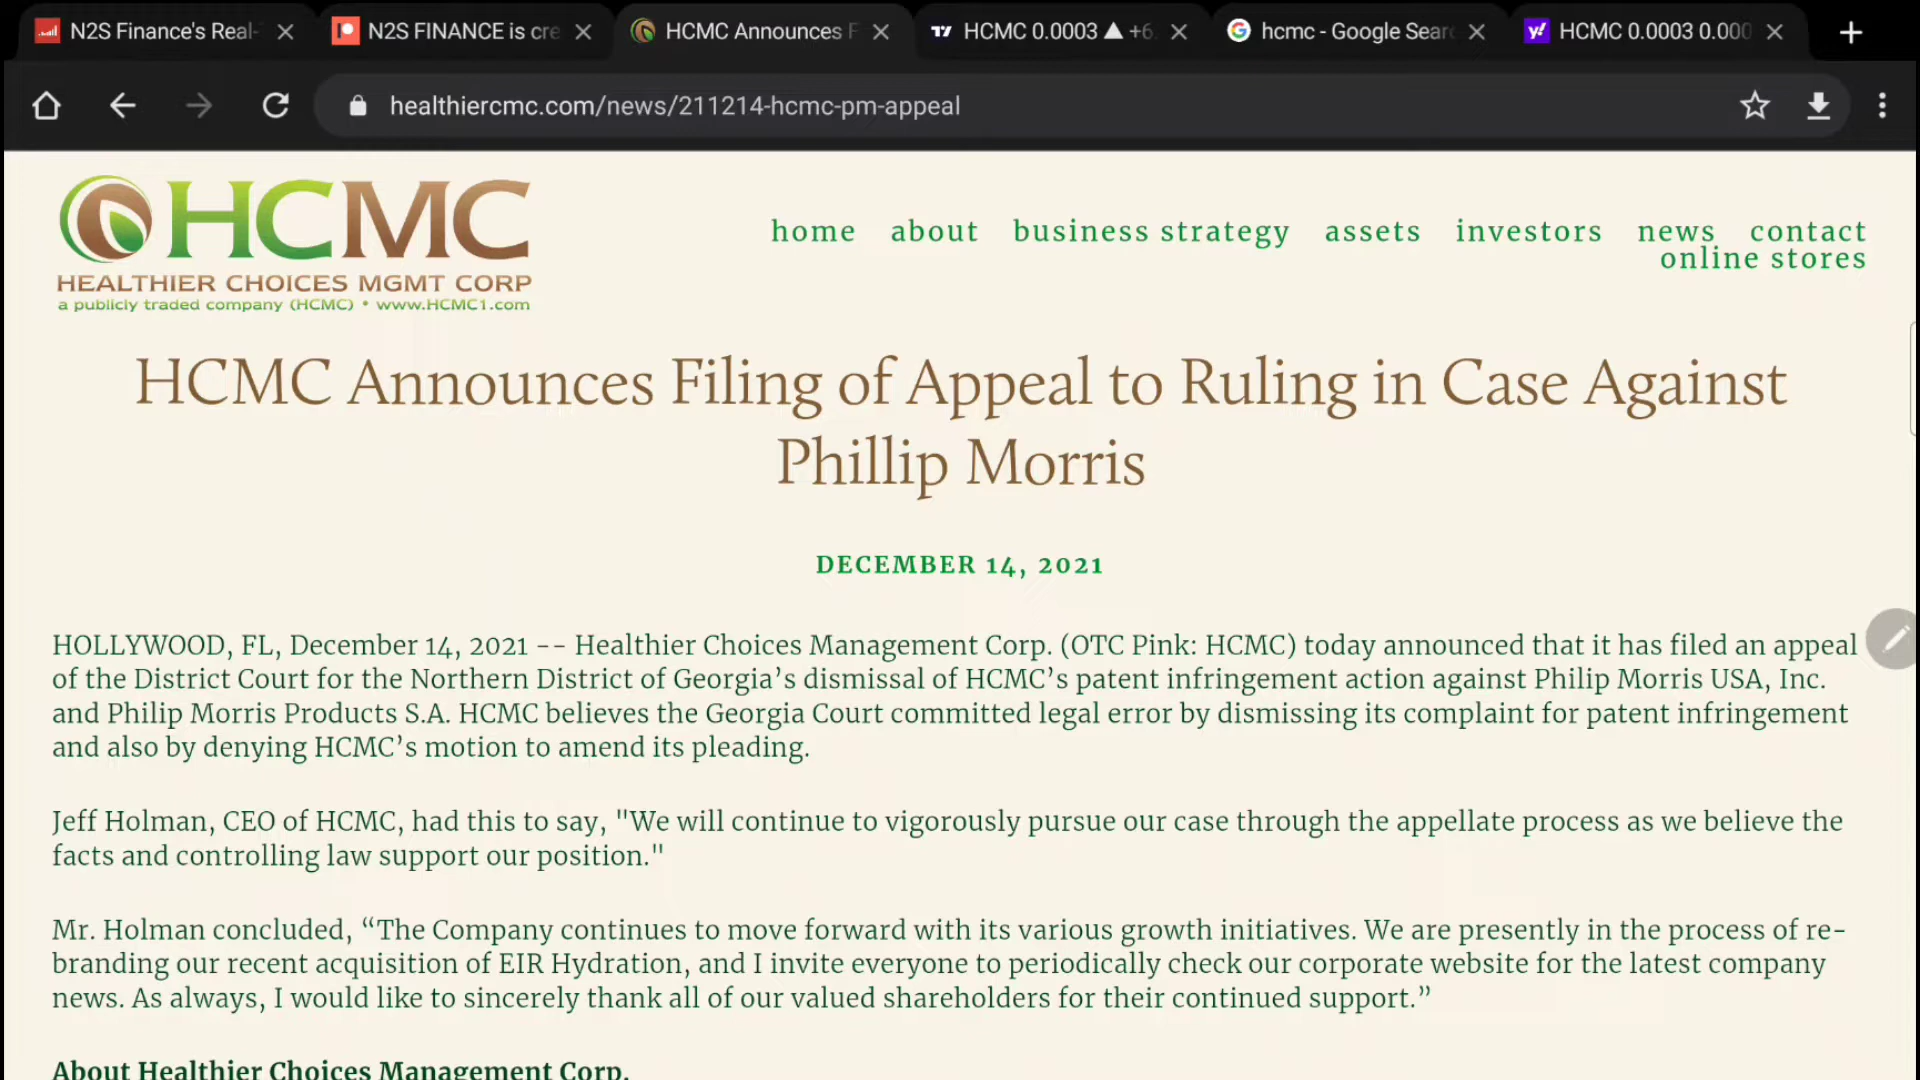 N2S Finance's Real-
N2S FINANCE is cre
HCMC Announces F
HCMC 0.0003 ▲ +6.
hcmc - Google Sear
HCMC 0.0003 0.000
healthiercmc.com/news/211214-hcmc-pm-appeal
HCMC
HEALTHIER CHOICES MGMT CORP
a publicly traded company (HCMC) • www.HCMC1.com
home about business strategy assets investors news contact
online stores
HCMC Announces Filing of Appeal to Ruling in Case Against
Phillip Morris
DECEMBER 14, 2021
HOLLYWOOD, FL, December 14, 2021 -- Healthier Choices Management Corp. (OTC Pink: HCMC) today announced that it has filed an appeal
of the District Court for the Northern District of Georgia’s dismissal of HCMC’s patent infringement action against Philip Morris USA, Inc.
and Philip Morris Products S.A. HCMC believes the Georgia Court committed legal error by dismissing its complaint for patent infringement
and also by denying HCMC’s motion to amend its pleading.
Jeff Holman, CEO of HCMC, had this to say, "We will continue to vigorously pursue our case through the appellate process as we believe the
facts and controlling law support our position."
Mr. Holman concluded, “The Company continues to move forward with its various growth initiatives. We are presently in the process of re-
branding our recent acquisition of EIR Hydration, and I invite everyone to periodically check our corporate website for the latest company
news. As always, I would like to sincerely thank all of our valued shareholders for their continued support.”
About Healthier Choices Management Corp.